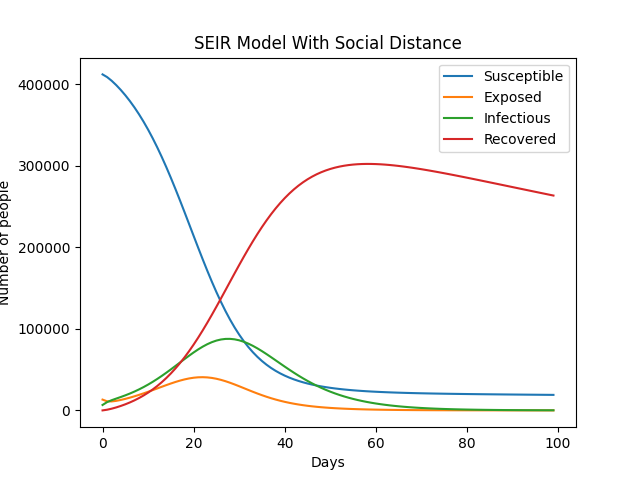 SEIR Model With Social Distance
Number of people
400000
300000
200000
100000
0
Susceptible
Exposed
Infectious
Recovered
0 20 40 60 80 100
Days